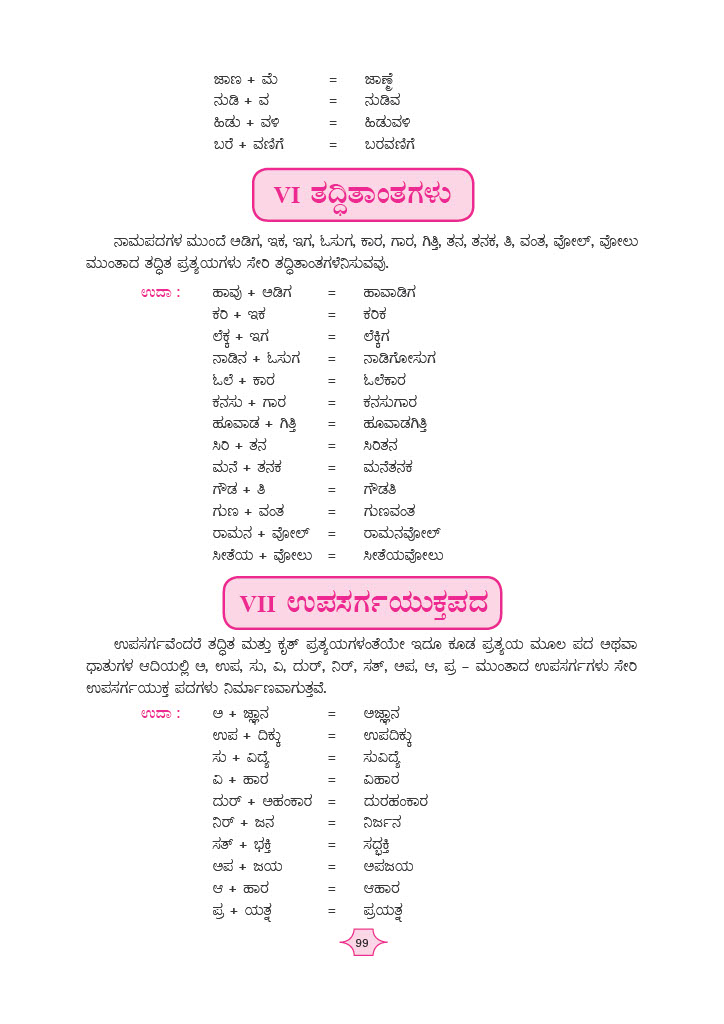 ಜಾಣ + ಮೆ = ಜಾಣ್ಮೆ
ನುಡಿ + ವ = ನುಡಿವ
ಹಿಡು + ವಳಿ = ಹಿಡುವಳಿ
ಬರೆ + ವಣಿಗೆ = ಬರವಣಿಗೆ
VI ತದ್ಧಿತಾಂತಗಳು
ನಾಮಪದಗಳ ಮುಂದೆ ಆಡಿಗ, ಇಕ, ಇಗ, ಓಸುಗ, ಕಾರ, ಗಾರ, ಗಿತ್ತಿ, ತನ, ತನಕ, ತಿ, ವಂತ, ವೋಲ್, ವೋಲು
ಮುಂತಾದ ತದ್ಧಿತ ಪ್ರತ್ಯಯಗಳು ಸೇರಿ ತದ್ಧಿತಾಂತಗಳೆನಿಸುವವು.
ಉದಾ : ಹಾವು + ಆಡಿಗ = ಹಾವಾಡಿಗ
ಕರಿ + ಇಕ = ಕರಿಕ
ಲೆಕ್ಕ + ಇಗ = ಲೆಕ್ಕಿಗ
ನಾಡಿನ + ಓಸುಗ = ನಾಡಿಗೋಸುಗ
ಓಲೆ + ಕಾರ = ಓಲೆಕಾರ
ಕನಸು + ಗಾರ = ಕನಸುಗಾರ
ಹೂವಾಡ + ಗಿತ್ತಿ = ಹೂವಾಡಗಿತ್ತಿ
ಸಿರಿ + ತನ = ಸಿರಿತನ
ಮನೆ + ತನಕ = ಮನೆತನಕ
ಗೌಡ + ತಿ = ಗೌಡತಿ
ಗುಣ + ವಂತ = ಗುಣವಂತ
ರಾಮನ + ವೋಲ್ = ರಾಮನವೋಲ್
ಸೀತೆಯ + ವೋಲು = ಸೀತೆಯವೋಲು
VII ಉಪಸರ್ಗಯುಕ್ತಪದ
ಉಪಸರ್ಗವೆಂದರೆ ತದ್ಧಿತ ಮತ್ತು ಕೃತ್ ಪ್ರತ್ಯಯಗಳಂತೆಯೇ ಇದೂ ಕೂಡ ಪ್ರತ್ಯಯ ಮೂಲ ಪದ ಅಥವಾ
ಧಾತುಗಳ ಆದಿಯಲ್ಲಿ ಅ, ಉಪ, ಸು, ವಿ, ದುರ್, ನಿರ್, ಸತ್, ಅಪ, ಆ, ಪ್ರ – ಮುಂತಾದ ಉಪಸರ್ಗಗಳು ಸೇರಿ
ಉಪಸರ್ಗಯುಕ್ತ ಪದಗಳು ನಿರ್ಮಾಣವಾಗುತ್ತವೆ.
ಉದಾ : ಅ + ಜ್ಞಾನ = ಅಜ್ಞಾನ
ಉಪ + ದಿಕ್ಕು = ಉಪದಿಕ್ಕು
ಸು + ವಿದ್ಯೆ = ಸುವಿದ್ಯೆ
ವಿ + ಹಾರ = ವಿಹಾರ
ದುರ್ + ಅಹಂಕಾರ = ದುರಹಂಕಾರ
ನಿರ್ + ಜನ = ನಿರ್ಜನ
ಸತ್ + ಭಕ್ತಿ = ಸದ್ಭಕ್ತಿ
ಅಪ + ಜಯ = ಅಪಜಯ
ಆ + ಹಾರ = ಆಹಾರ
ಪ್ರ + ಯತ್ನ = ಪ್ರಯತ್ನ
99